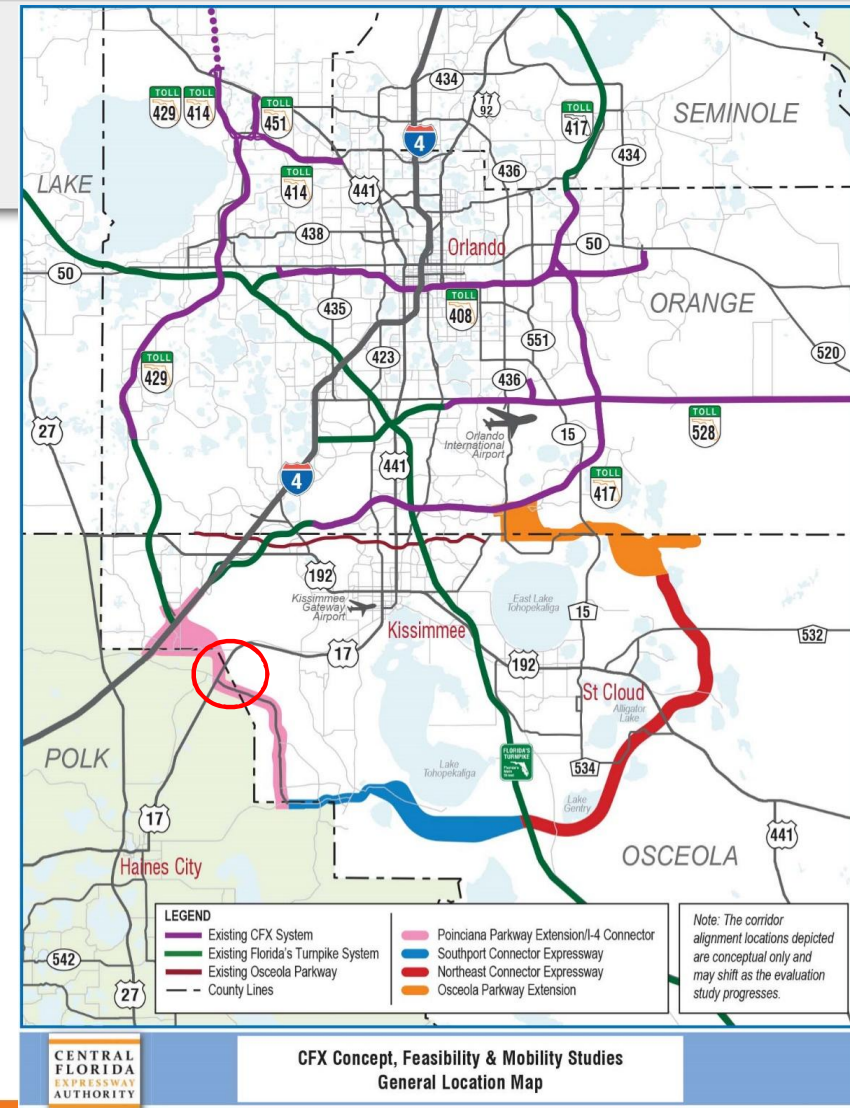 434
17
92
TOLL
429
TOLL
414
TOLL
451
TOLL
417
SEMINOLE
4
434
436
LAKE
TOLL
414
441
438
Orlando
50
50
TOLL
408
ORANGE
435
551
520
423
TOLL
429
436
TOLL
528
27
Orlando
International
Airport
15
441
4
TOLL
417
192
Kissimmee
Gateway
Airport
East Lake
Tohopekaliga
15
Kissimmee
532
17
192
St Cloud
Alligator
Lake
POLK
FLORIDA'S
TURNPIKE
Lake
Tohopekaliga
534
17
Lake
Gentry
441
Haines City
OSCEOLA
LEGEND
Existing CFX System
Existing Florida's Turnpike System
Existing Osceola Parkway
County Lines
Poinciana Parkway Extension/I-4 Connector
Southport Connector Expressway
Northeast Connector Expressway
Osceola Parkway Extension
Note: The corridor
alignment locations depicted
are conceptual only and
may shift as the evaluation
study progresses.
542
27
CENTRAL
FLORIDA
EXPRESSWAY
AUTHORITY
CFX Concept, Feasibility & Mobility Studies
General Location Map